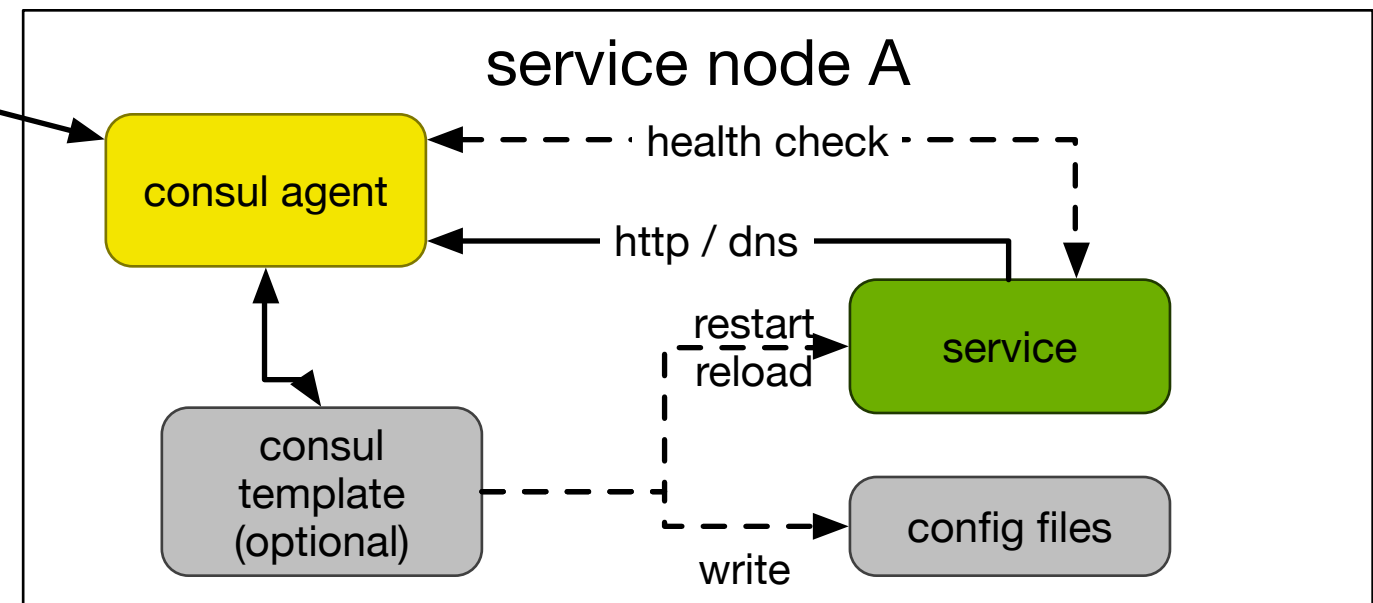 service node A
health check
consul agent
http / dns
restart
reload
service
consul
template
(optional)
config files
write